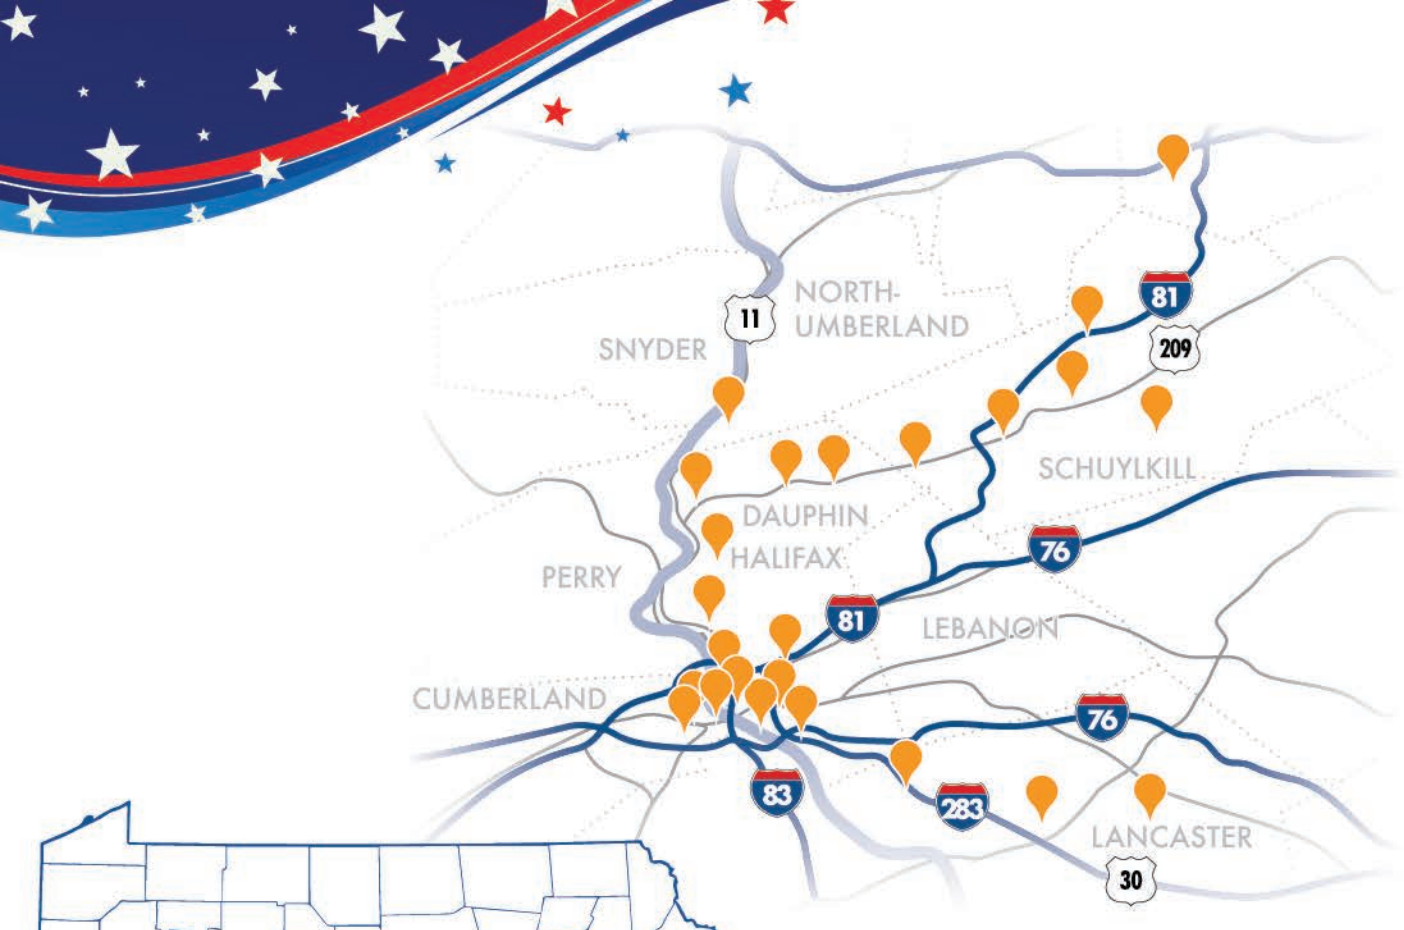 81
NORTH-
UMBERLAND
11
209
SNYDER
SCHUYLKILL
DAUPHIN
76
HALIFAX
PERRY
81
LEBANON
CUMBERLAND
76
83
283
LANCASTER
30